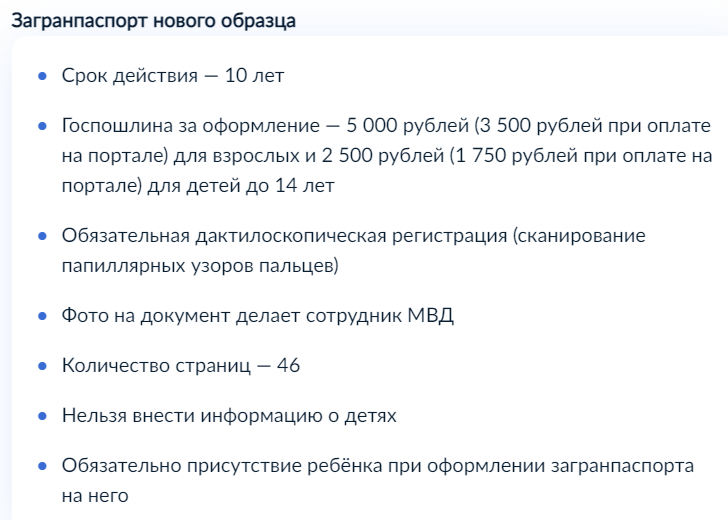 Загранпаспорт нового образца
Срок действия — 10 лет
Госпошлина за оформление — 5 000 рублей (3 500 рублей при оплате
на портале) для взрослых и 2 500 рублей (1 750 рублей при оплате на
портале) для детей до 14 лет
Обязательная дактилоскопическая регистрация (сканирование
папиллярных узоров пальцев)
Фото на документ делает сотрудник МВД
Количество страниц — 46
Нельзя внести информацию о детях
Обязательно присутствие ребёнка при оформлении загранпаспорта
на него